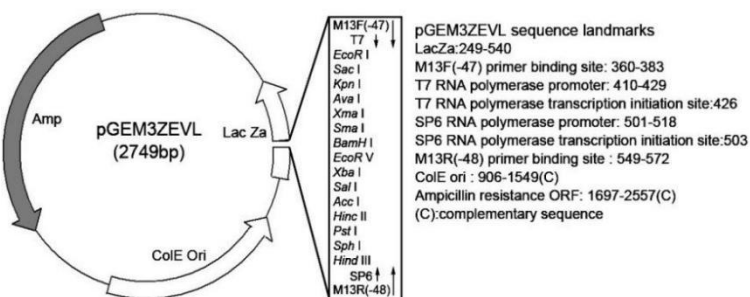 Amp
pGEM3ZEVL
(2749bp)
Lac Za
ColE Ori
M13F(-47)
T7
EcoR I
Sac I
Kpn I
Ava I
Xma I
Sma I
BamH I
EcoR V
Xba I
Sal I
Acc I
Hinc II
Pst I
Sph I
Hind III
SP6
M13R(-48)
pGEM3ZEVL sequence landmarks
LacZa:249-540
M13F(-47) primer binding site: 360-383
T7 RNA polymerase promoter: 410-429
T7 RNA polymerase transcription initiation site:426
SP6 RNA polymerase promoter: 501-518
SP6 RNA polymerase transcription initiation site:503
M13R(-48) primer binding site : 549-572
ColE ori : 906-1549(C)
Ampicillin resistance ORF: 1697-2557(C)
(C):complementary sequence